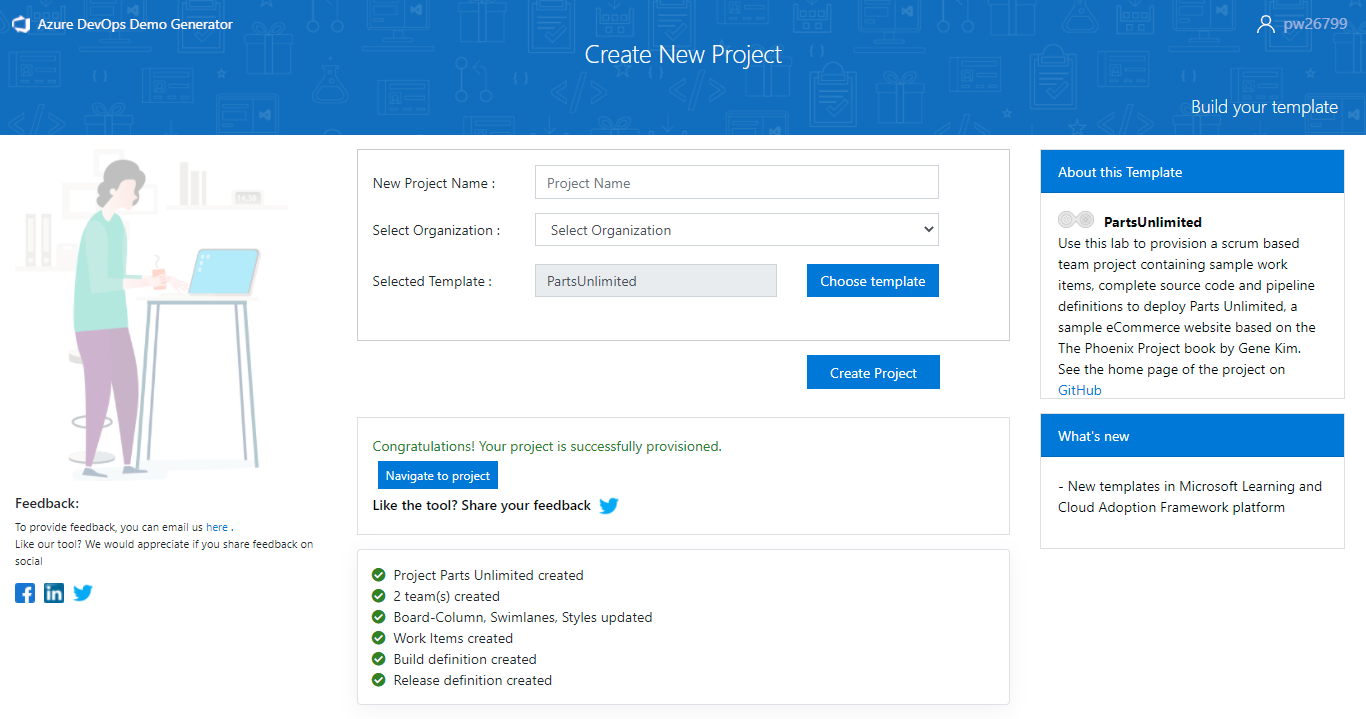 Azure DevOps Demo Generator
pw26799
Create New Project
Build your template
14:38
New Project Name :
Project Name
Select Organization :
Select Organization
Selected Template :
PartsUnlimited
Choose template
Create Project
Congratulations! Your project is successfully provisioned.
Navigate to project
Like the tool? Share your feedback
Project Parts Unlimited created
2 team(s) created
Board-Column, Swimlanes, Styles updated
Work Items created
Build definition created
Release definition created
About this Template
PartsUnlimited
Use this lab to provision a scrum based
team project containing sample work
items, complete source code and pipeline
definitions to deploy Parts Unlimited, a
sample eCommerce website based on the
The Phoenix Project book by Gene Kim.
See the home page of the project on
GitHub
What's new
- New templates in Microsoft Learning and
Cloud Adoption Framework platform
Feedback:
To provide feedback, you can email us here .
Like our tool? We would appreciate if you share feedback on
social